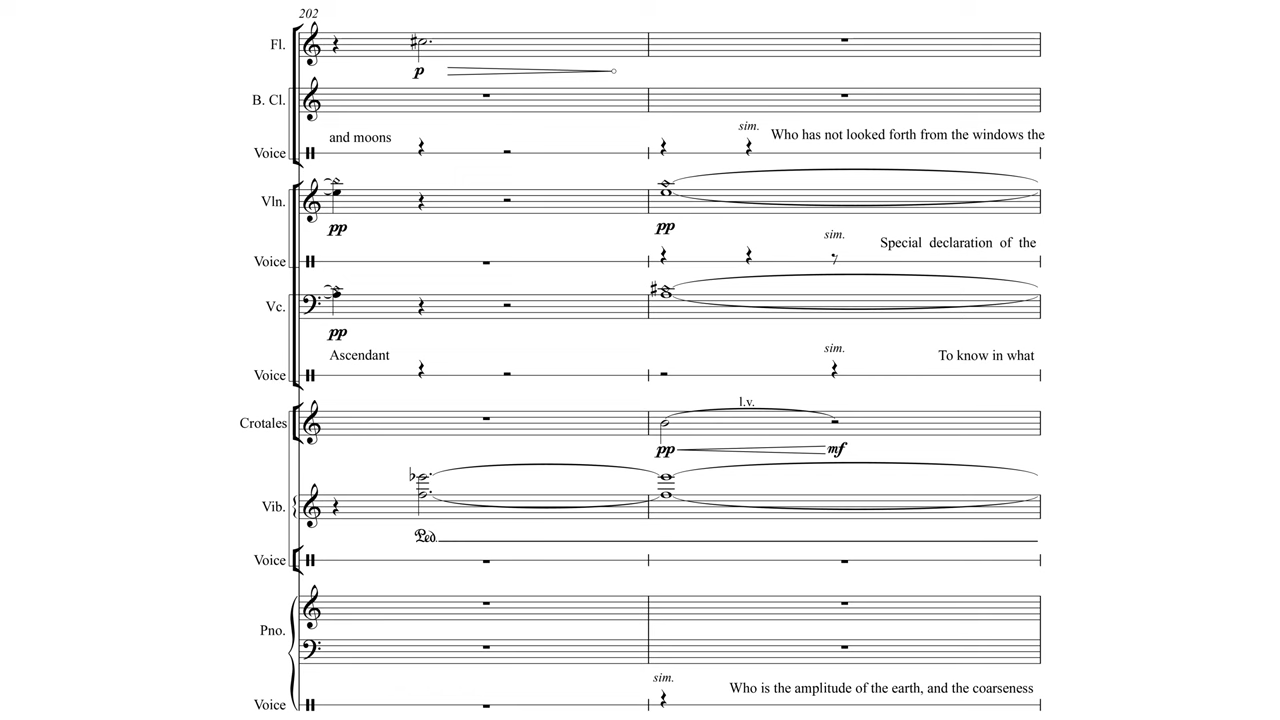 202
Fl.
p
B. Cl.
and moons
sim.
Who has not looked forth from the windows the
Voice
Vln.
pp
pp
sim.
Special declaration of the
Voice
Vc.
pp
Ascendant
sim.
To know in what
Voice
l.v.
Crotales
pp
mf
Vib.
Ped.
Voice
Pno.
sim.
Who is the amplitude of the earth, and the coarseness
Voice